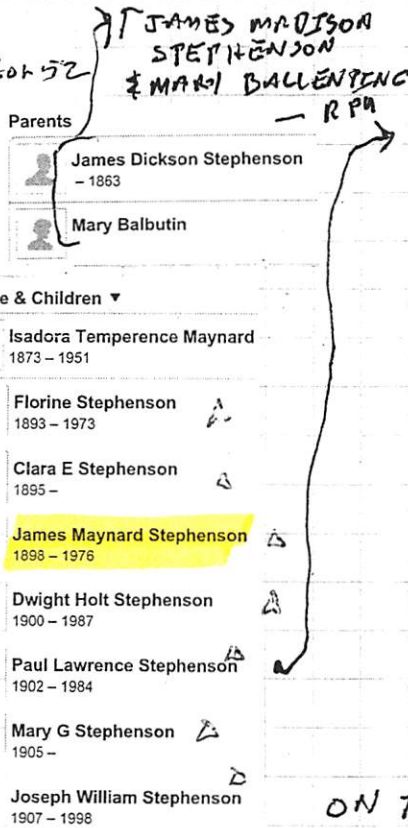 JAMES MADISON
STEPHENSON
& MARY BALLENTINE
— RPH
Parents
James Dickson Stephenson
– 1863
Mary Balbutin
e & Children ▼
Isadora Temperence Maynard
1873 – 1951
Florine Stephenson
1893 – 1973
Clara E Stephenson
1895 –
James Maynard Stephenson
1898 – 1976
Dwight Holt Stephenson
1900 – 1987
Paul Lawrence Stephenson
1902 – 1984
Mary G Stephenson
1905 –
Joseph William Stephenson
1907 – 1998
ON